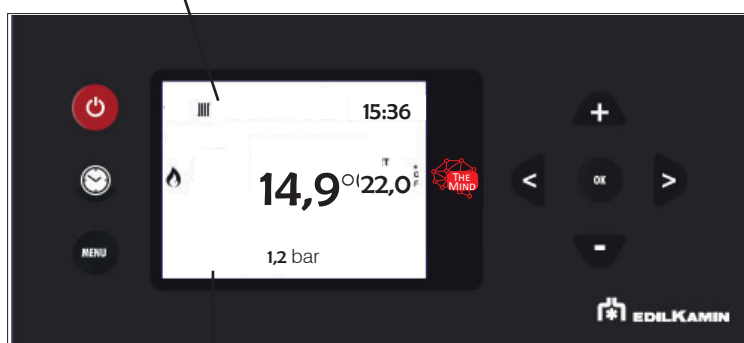 15:36
14,9°(22,0
1,2 bar
MENU
THE
MIND
+
<
OK
>
-
EDILKAMIN